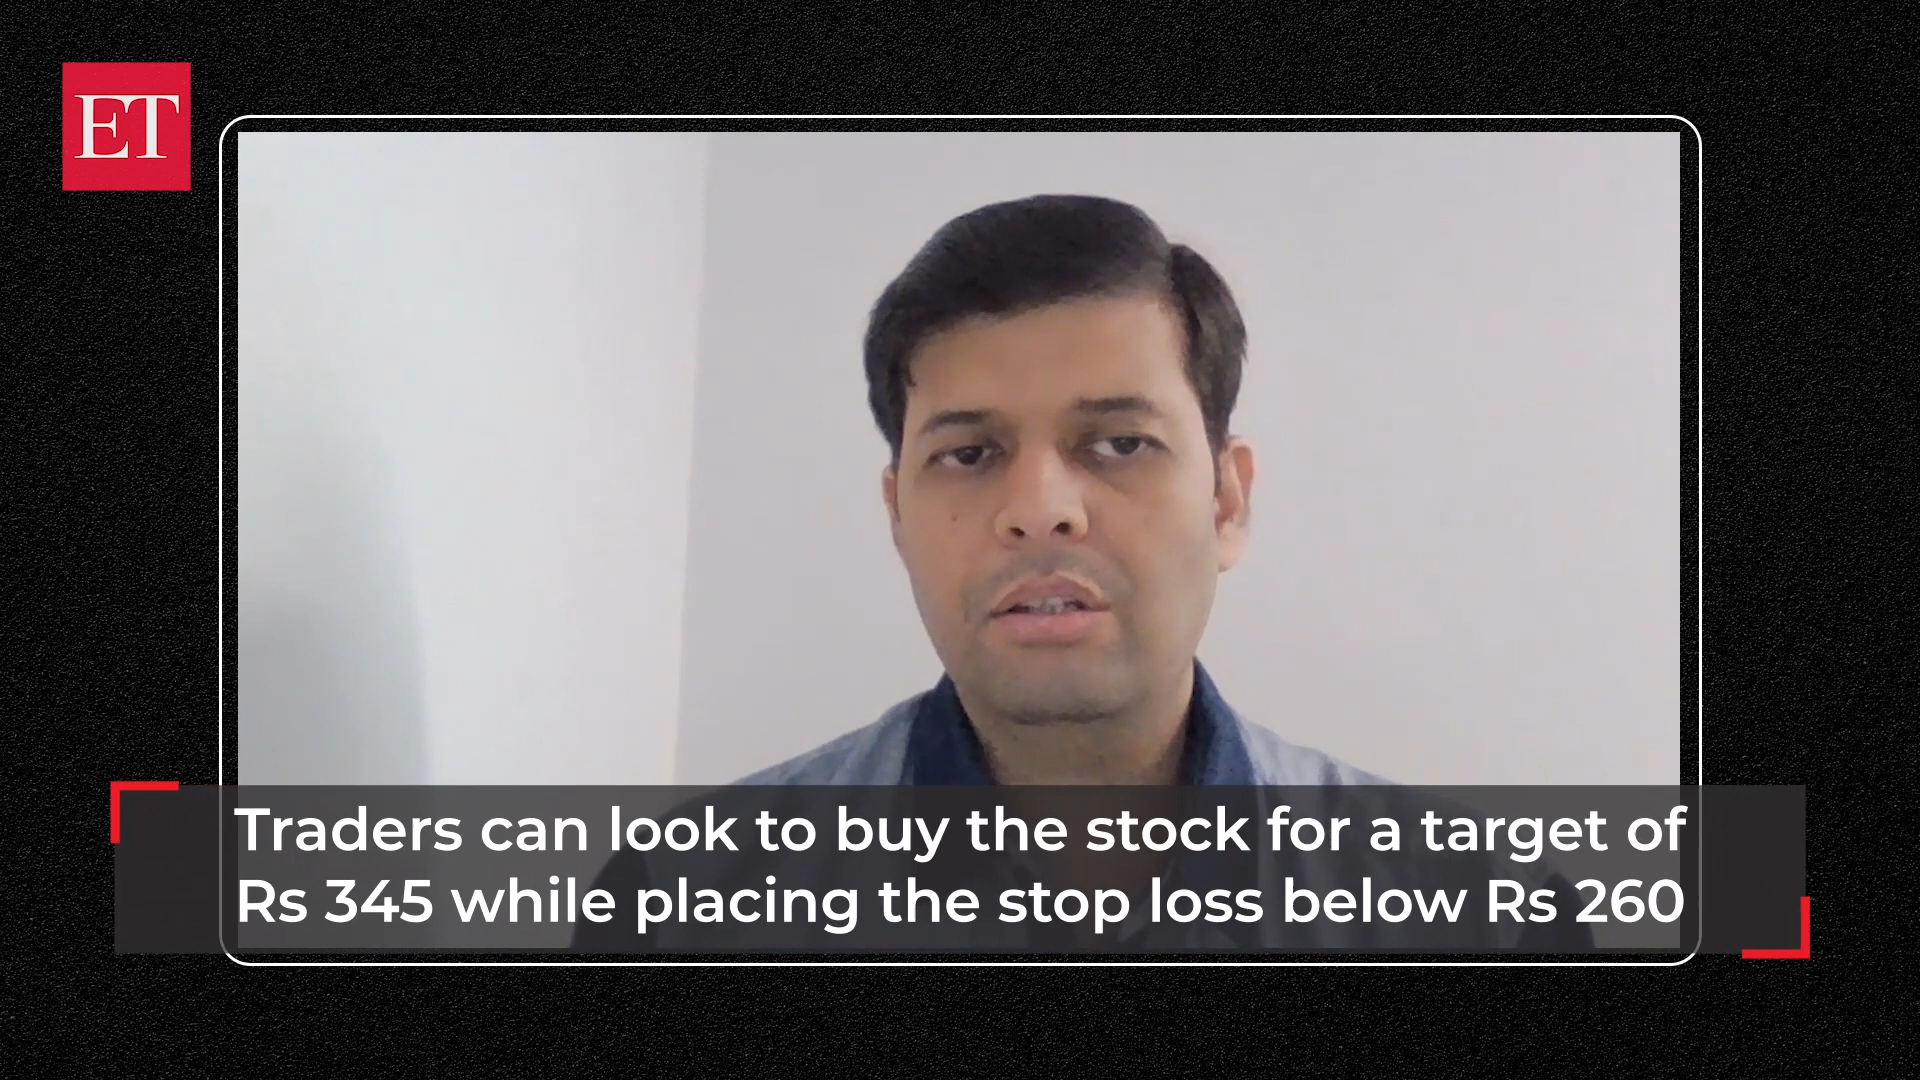 ET
Traders can look to buy the stock for a target of
Rs 345 while placing the stop loss below Rs 260